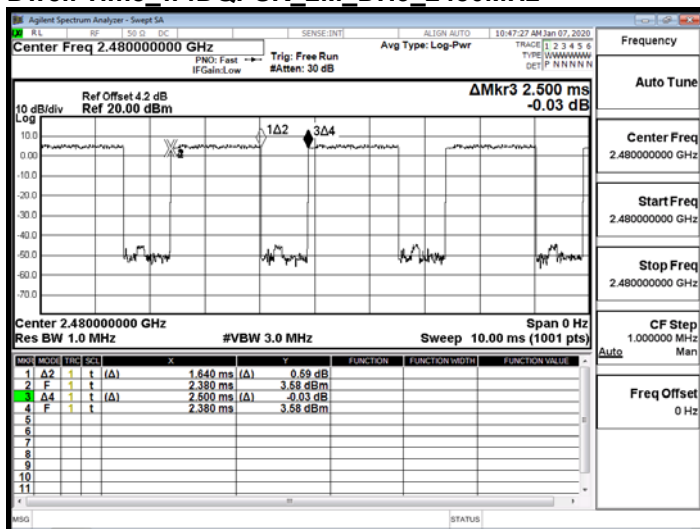 Agilent Spectrum Analyzer - Swept SA
RL RF 50 Ω DC SENSE:INT ALIGN AUTO 10:47:27 AM Jan 07, 2020
Center Freq 2.480000000 GHz
PNO: Fast
IFGain:Low
Trig: Free Run
#Atten: 30 dB
Avg Type: Log-Pwr
TRACE 1 2 3 4 5 6
TYPE WWWWWW
DET P N N N N N
Ref Offset 4.2 dB
Ref 20.00 dBm
10 dB/div
Log
ΔMkr3 2.500 ms
-0.03 dB
10.0
0.00
-10.0
-20.0
-30.0
-40.0
-50.0
-60.0
-70.0
1Δ2
3Δ4
Center 2.480000000 GHz
Span 0 Hz
Res BW 1.0 MHz
#VBW 3.0 MHz
Sweep 10.00 ms (1001 pts)
MKR MODE TRC SCL X Y FUNCTION FUNCTION WIDTH FUNCTION VALUE
1 Δ2 1 t (Δ) 1.640 ms (Δ) 0.59 dB
2 F 1 t 2.380 ms 3.58 dBm
3 Δ4 1 t (Δ) 2.500 ms (Δ) -0.03 dB
4 F 1 t 2.380 ms 3.58 dBm
5
6
7
8
9
10
11
MSG
STATUS
Frequency
Auto Tune
Center Freq
2.480000000 GHz
Start Freq
2.480000000 GHz
Stop Freq
2.480000000 GHz
CF Step
1.000000 MHz
Auto Man
Freq Offset
0 Hz